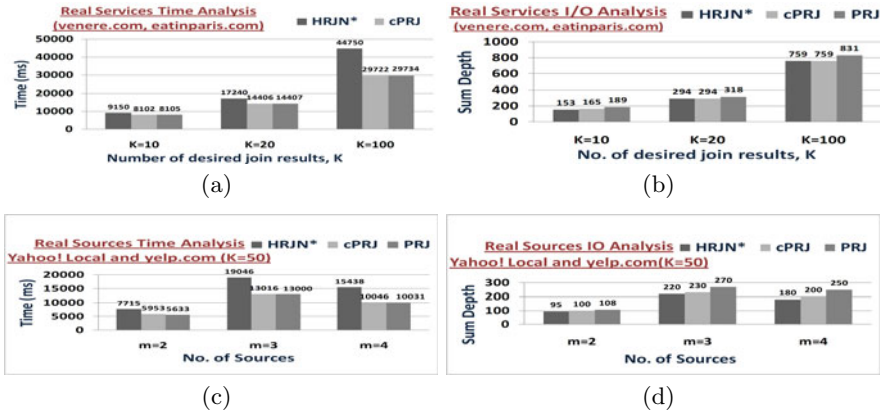 Real Services Time Analysis
(venere.com, eatinparis.com)
HRJN* cPRJ PRJ
Time (ms)
50000
40000
30000
20000
10000
0
9150 8102 8105
17240 14406 14407
44750 29722 29734
K=10 K=20 K=100
Number of desired join results, K
(a)
Real Services I/O Analysis
(venere.com, eatinparis.com)
HRJN* cPRJ PRJ
Sum Depth
1000
800
600
400
200
0
153 165 189
294 294 318
759 759 831
K=10 K=20 K=100
No. of desired join results, K
(b)
Real Sources Time Analysis
Yahoo! Local and yelp.com (K=50)
HRJN* cPRJ PRJ
Time (ms)
20000
15000
10000
5000
0
7715 5953 5633
19046 13016 13000
15438 10046 10031
m=2 m=3 m=4
No. of Sources
(c)
Real Sources IO Analysis
Yahoo! Local and yelp.com(K=50)
HRJN* cPRJ PRJ
Sum Depth
300
200
100
0
95 100 108
220 230 270
180 200 250
m=2 m=3 m=4
No. of Sources
(d)